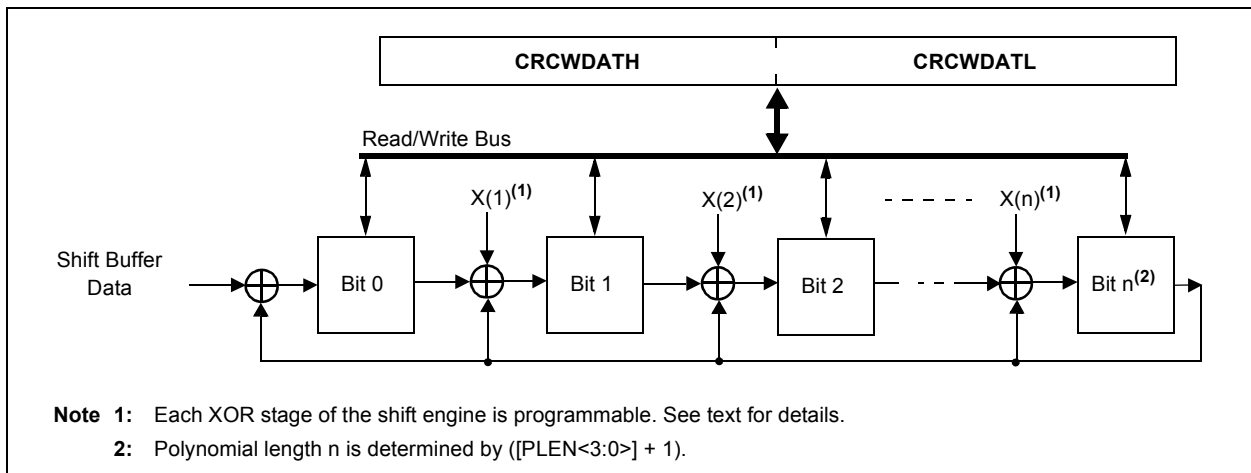 CRCWDATH CRCWDATL
Read/Write Bus
X(1)(1) X(2)(1) X(n)(1)
Shift Buffer
Data
Bit 0 Bit 1 Bit 2 Bit n(2)
Note 1: Each XOR stage of the shift engine is programmable. See text for details.
2: Polynomial length n is determined by ([PLEN<3:0>] + 1).